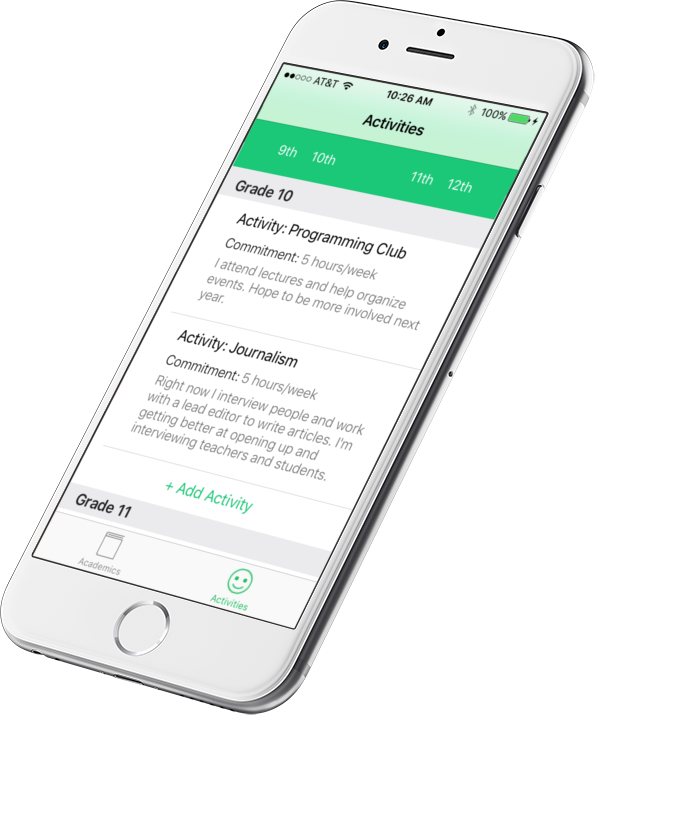 AT&T 10:26 AM 100%
Activities
9th 10th 11th 12th
Grade 10
Activity: Programming Club
Commitment: 5 hours/week
I attend lectures and help organize
events. Hope to be more involved next
year.
Activity: Journalism
Commitment: 5 hours/week
Right now I interview people and work
with a lead editor to write articles. I'm
getting better at opening up and
interviewing teachers and students.
+ Add Activity
Grade 11
Academics Activities